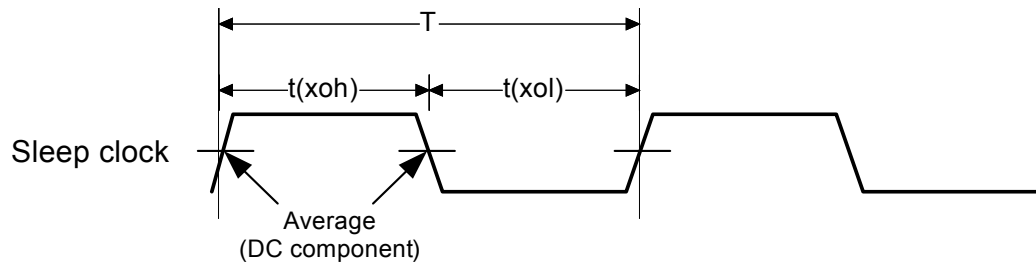 T
t(xoh)
t(xol)
Sleep clock
Average
(DC component)